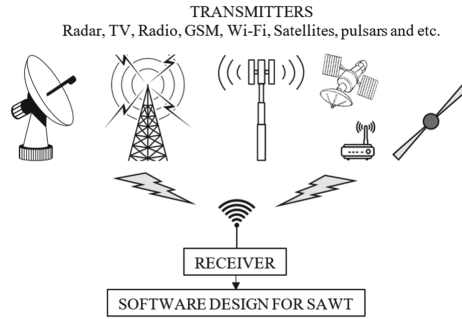 TRANSMITTERS
Radar, TV, Radio, GSM, Wi-Fi, Satellites, pulsars and etc.
RECEIVER
SOFTWARE DESIGN FOR SAWT